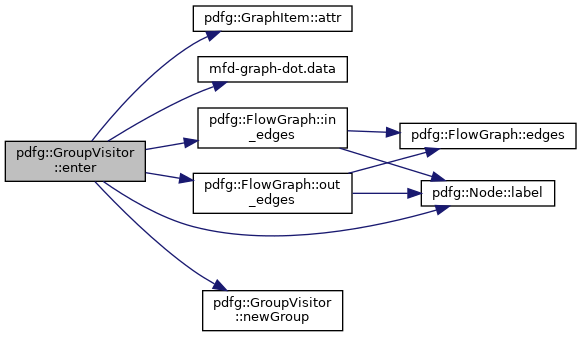 pdfg::GraphItem::attr
mfd-graph-dot.data
pdfg::FlowGraph::in
_edges
pdfg::FlowGraph::edges
pdfg::GroupVisitor
::enter
pdfg::FlowGraph::out
_edges
pdfg::Node::label
pdfg::GroupVisitor
::newGroup